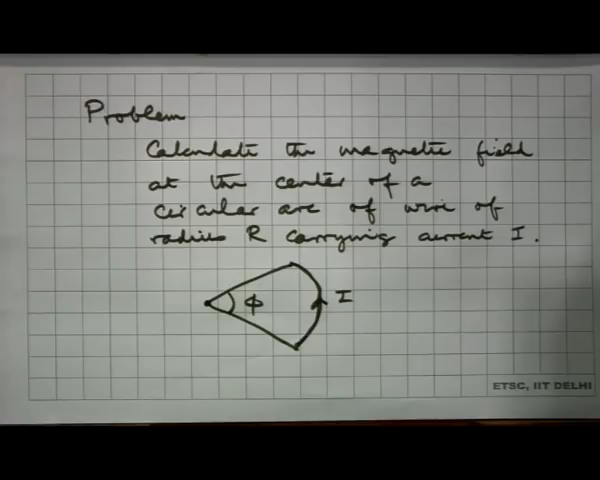 Problem
Calculate the magnetic field
at the center of a
circular arc of wire of
radius R carrying current I.
ϕ I
ETSC, IIT DELHI